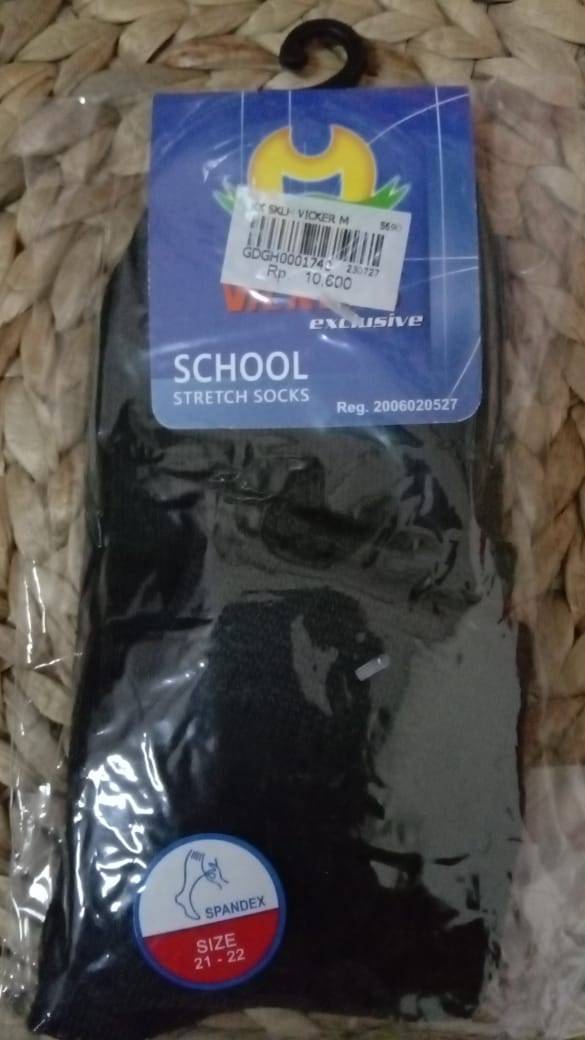 SKLH VICKER M
5690
GDGH0001740
230727
Rp. 10,600
exclusive
SCHOOL
STRETCH SOCKS
Reg. 2006020527
SPANDEX
SIZE
21 - 22